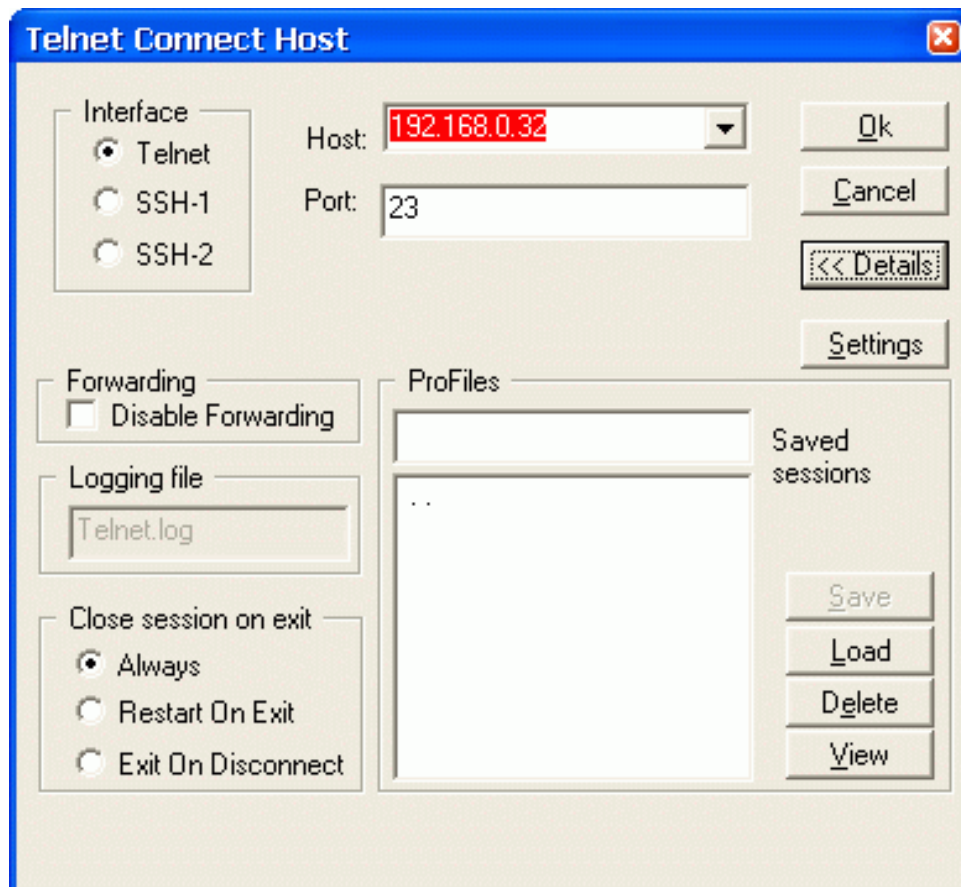 Telnet Connect Host
Interface
Telnet
SSH-1
SSH-2
Host: 192.168.0.32
Port: 23
Ok
Cancel
<< Details
Settings
Forwarding
Disable Forwarding
Logging file
Telnet.log
Close session on exit
Always
Restart On Exit
Exit On Disconnect
ProFiles
..
Saved
sessions
Save
Load
Delete
View